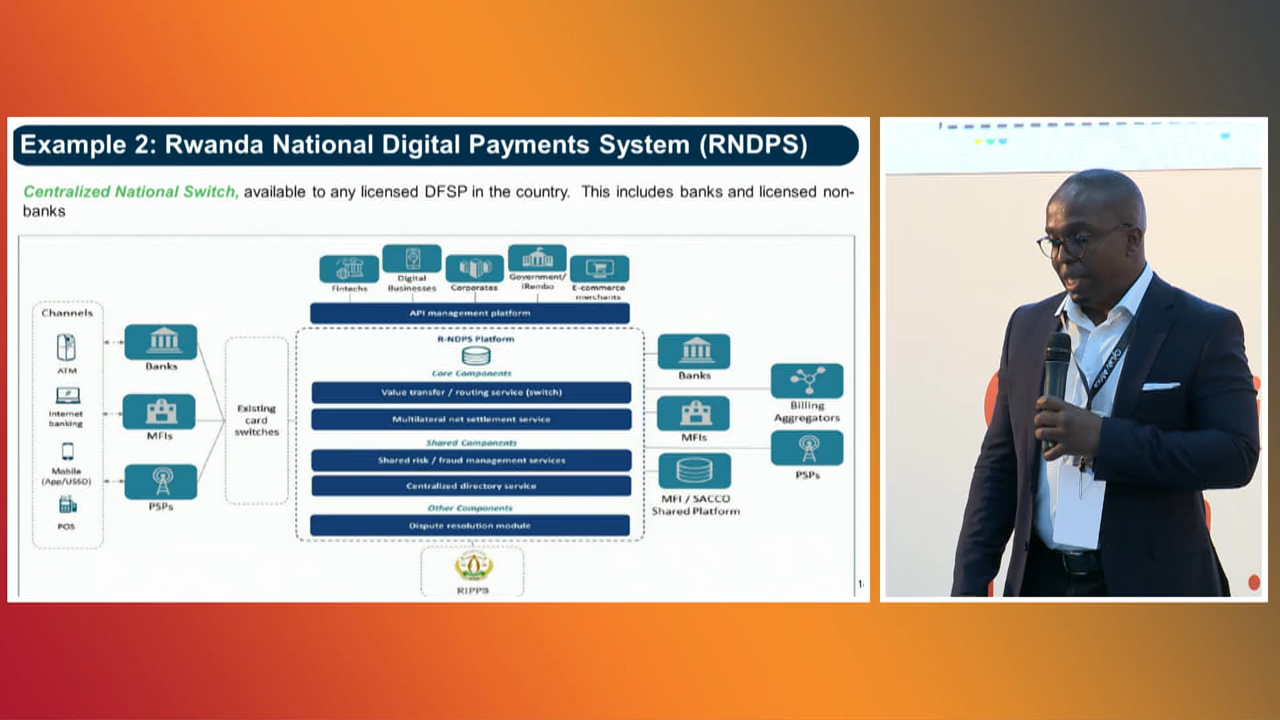 Example 2: Rwanda National Digital Payments System (RNDPS)
Centralized National Switch, available to any licensed DFSP in the country. This includes banks and licensed non-
banks
Fintechs
Digital
Businesses
Corporates
Government/
iRembo
E-commerce
merchants
API management platform
Channels
ATM
Internet
banking
Mobile
(App/USSD)
POS
Banks
MFIs
PSPs
Existing
card
switches
R-NDPS Platform
Core Components
Value transfer / routing service (switch)
Multilateral net settlement service
Shared Components
Shared risk / fraud management services
Centralized directory service
Other Components
Dispute resolution module
RIPPS
Banks
MFIs
MFI / SACCO
Shared Platform
Billing
Aggregators
PSPs